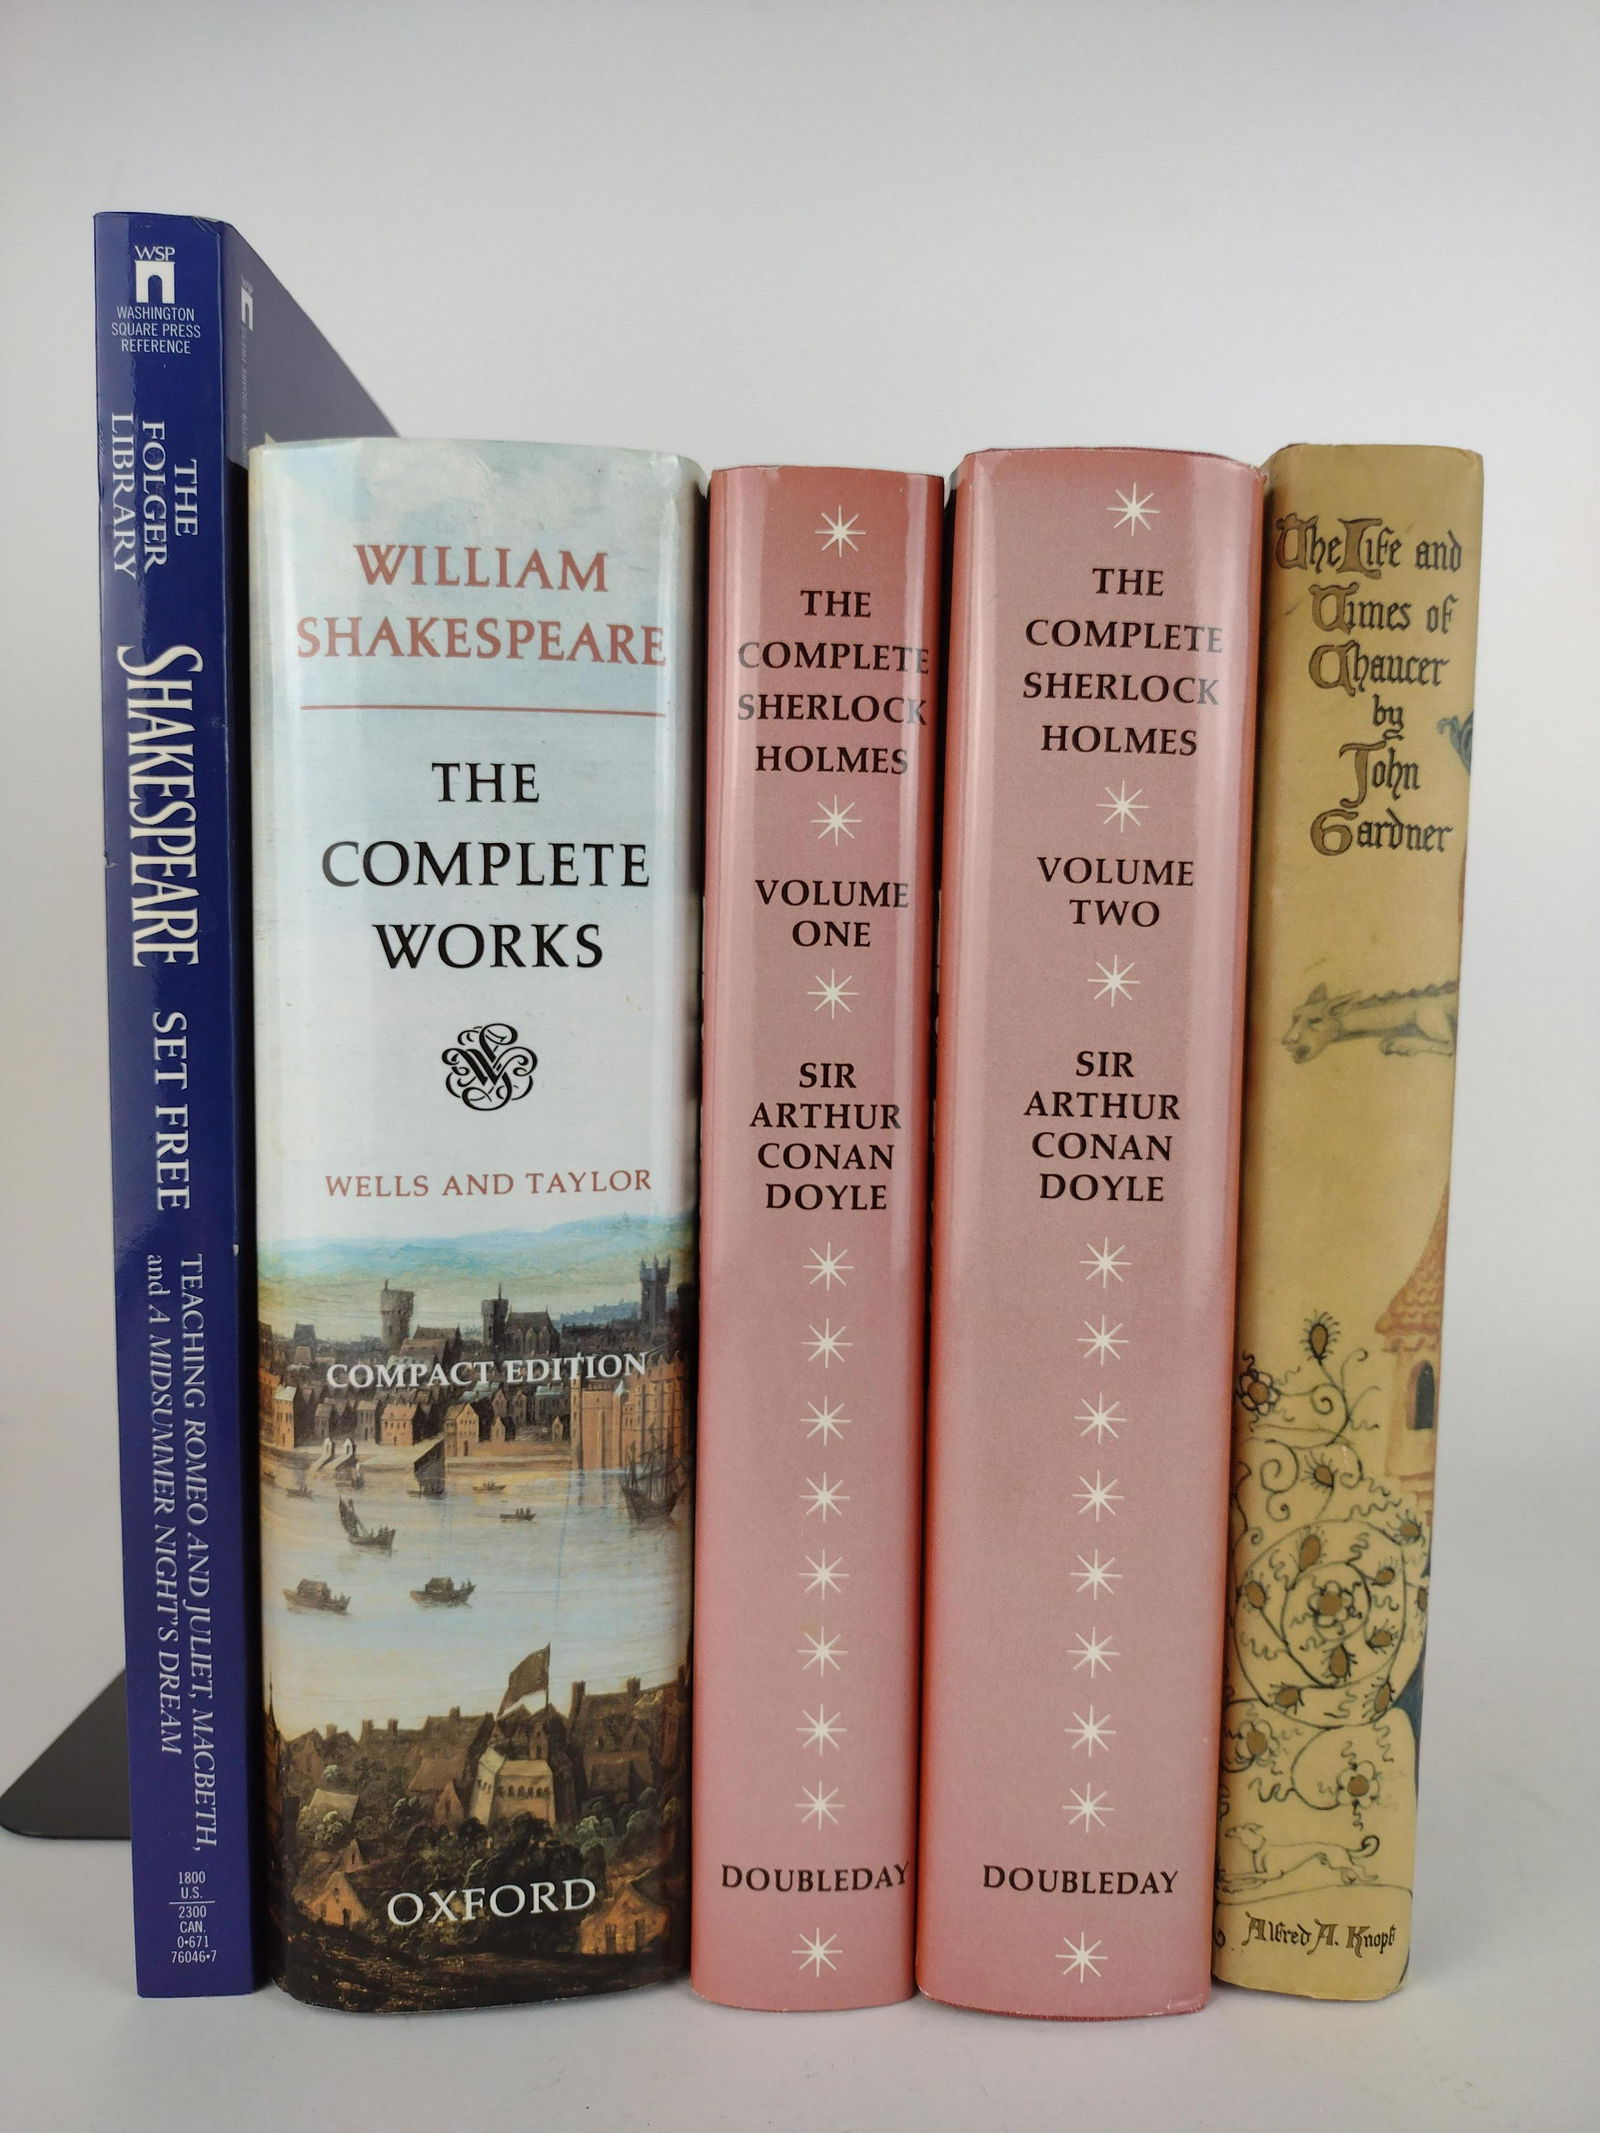 WSP
WASHINGTON
SQUARE PRESS
REFERENCE
THE
FOLGER
LIBRARY
SHAKESPEARE
SET FREE
TEACHING ROMEO AND JULIET, MACBETH,
and A MIDSUMMER NIGHT'S DREAM
1800
U.S.
2300
CAN.
0•671
76046•7
WILLIAM
SHAKESPEARE
THE
COMPLETE
WORKS
WS
WELLS AND TAYLOR
COMPACT EDITION
OXFORD
THE
COMPLETE
SHERLOCK
HOLMES
VOLUME
ONE
SIR
ARTHUR
CONAN
DOYLE
DOUBLEDAY
THE
COMPLETE
SHERLOCK
HOLMES
VOLUME
TWO
SIR
ARTHUR
CONAN
DOYLE
DOUBLEDAY
The Life and
Times of
Chaucer
by
John
Gardner
Alfred A. Knopf